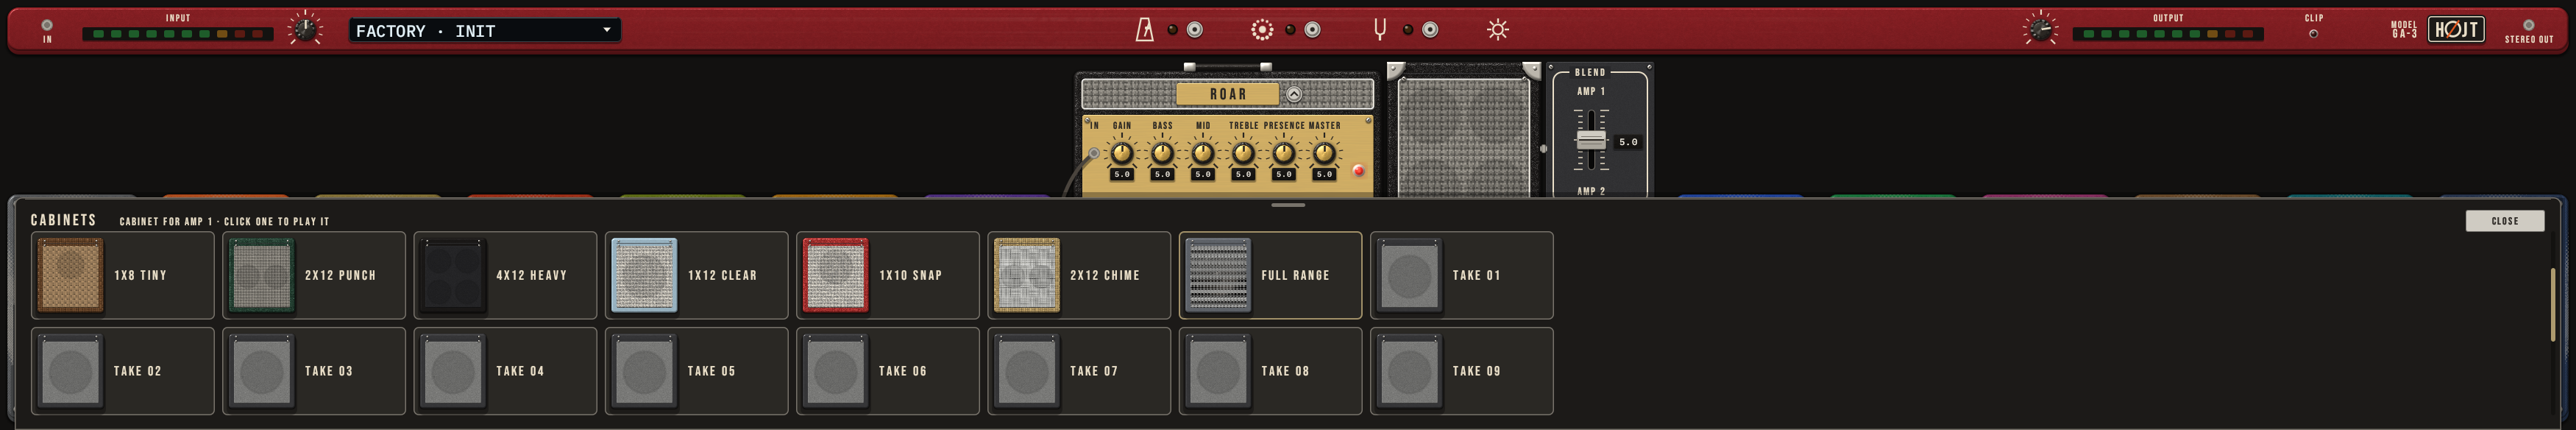 INPUT
IN
FACTORY · INIT
OUTPUT
CLIP
MODEL
GA-3
HØJT
STEREO OUT
ROAR
IN GAIN BASS MID TREBLE PRESENCE MASTER
5.0 5.0 5.0 5.0 5.0 5.0
BLEND
AMP 1
5.0
AMP 2
CABINETS
CABINET FOR AMP 1 · CLICK ONE TO PLAY IT
CLOSE
1X8 TINY
2X12 PUNCH
4X12 HEAVY
1X12 CLEAR
1X10 SNAP
2X12 CHIME
FULL RANGE
TAKE 01
TAKE 02
TAKE 03
TAKE 04
TAKE 05
TAKE 06
TAKE 07
TAKE 08
TAKE 09